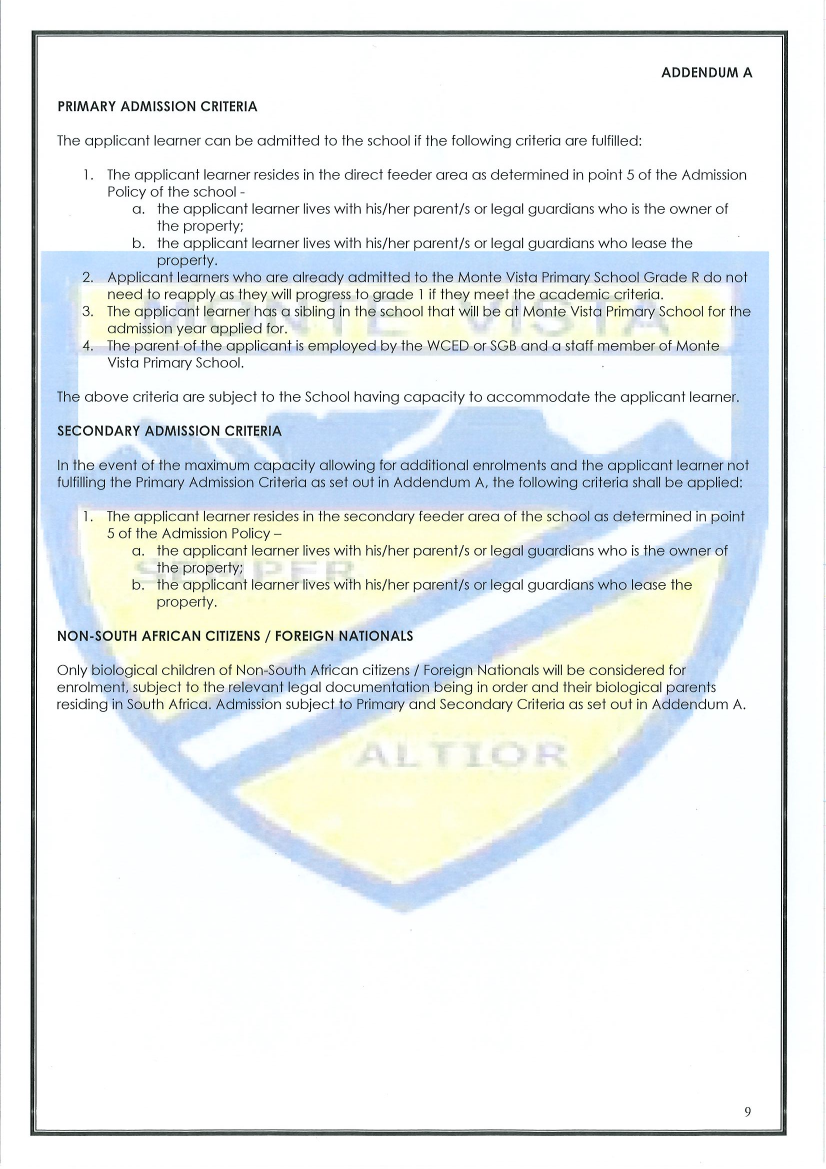 ADDENDUM A
PRIMARY ADMISSION CRITERIA
The applicant learner can be admitted to the school if the following criteria are fulfilled:
1. The applicant learner resides in the direct feeder area as determined in point 5 of the Admission
Policy of the school -
a. the applicant learner lives with his/her parent/s or legal guardians who is the owner of
the property;
b. the applicant learner lives with his/her parent/s or legal guardians who lease the
property.
2. Applicant learners who are already admitted to the Monte Vista Primary School Grade R do not
need to reapply as they will progress to grade 1 if they meet the academic criteria.
3. The applicant learner has a sibling in the school that will be at Monte Vista Primary School for the
admission year applied for.
4. The parent of the applicant is employed by the WCED or SGB and a staff member of Monte
Vista Primary School.
MONTE VISTA
The above criteria are subject to the School having capacity to accommodate the applicant learner.
SECONDARY ADMISSION CRITERIA
In the event of the maximum capacity allowing for additional enrolments and the applicant learner not
fulfilling the Primary Admission Criteria as set out in Addendum A, the following criteria shall be applied:
1. The applicant learner resides in the secondary feeder area of the school as determined in point
5 of the Admission Policy –
a. the applicant learner lives with his/her parent/s or legal guardians who is the owner of
the property;
b. the applicant learner lives with his/her parent/s or legal guardians who lease the
property.
SEMPER
NON-SOUTH AFRICAN CITIZENS / FOREIGN NATIONALS
Only biological children of Non-South African citizens / Foreign Nationals will be considered for
enrolment, subject to the relevant legal documentation being in order and their biological parents
residing in South Africa. Admission subject to Primary and Secondary Criteria as set out in Addendum A.
ALTIOR
9